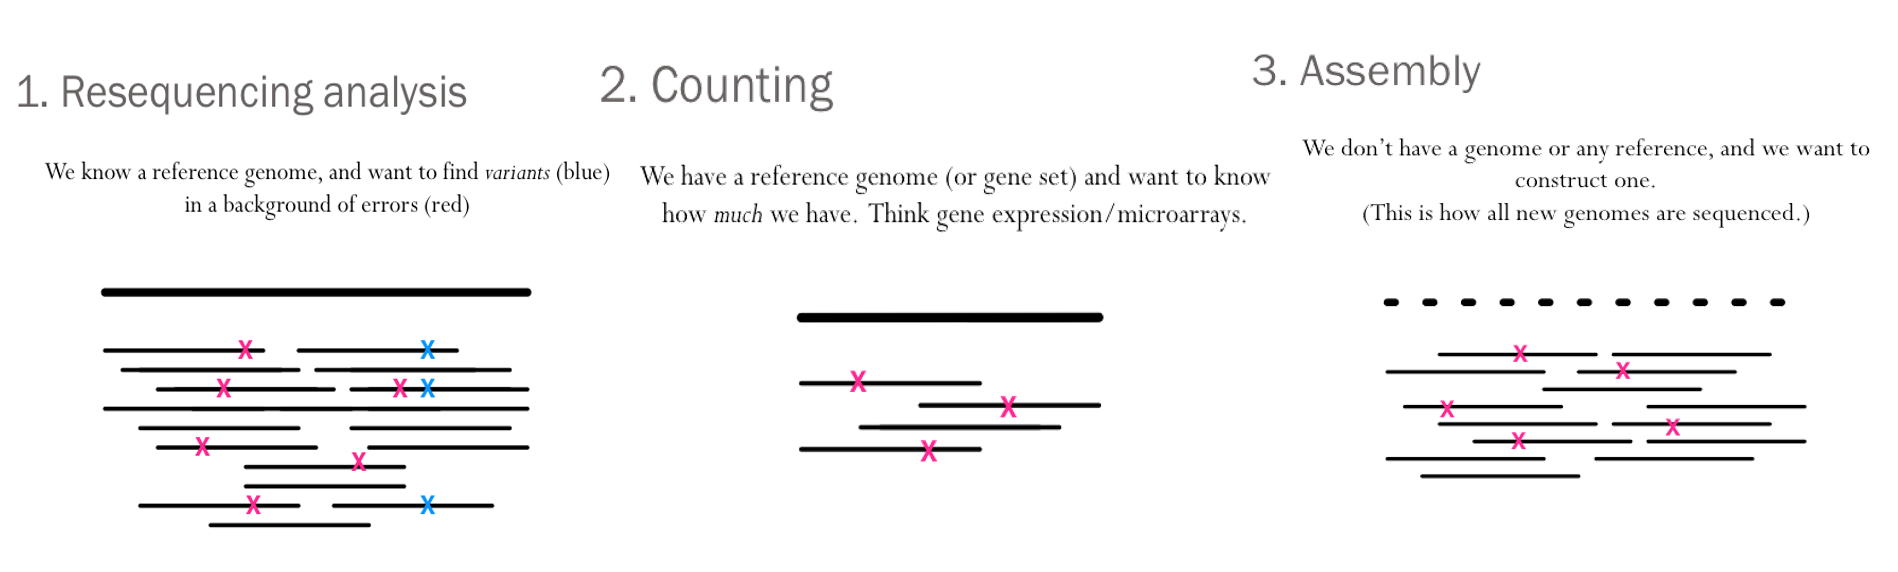 1. Resequencing analysis
We know a reference genome, and want to find variants (blue)
in a background of errors (red)
X X
X X X
X
X
X X
2. Counting
We have a reference genome (or gene set) and want to know
how much we have. Think gene expression/microarrays.
X
X
X
3. Assembly
We don’t have a genome or any reference, and we want to
construct one.
(This is how all new genomes are sequenced.)
X
X
X
X
X